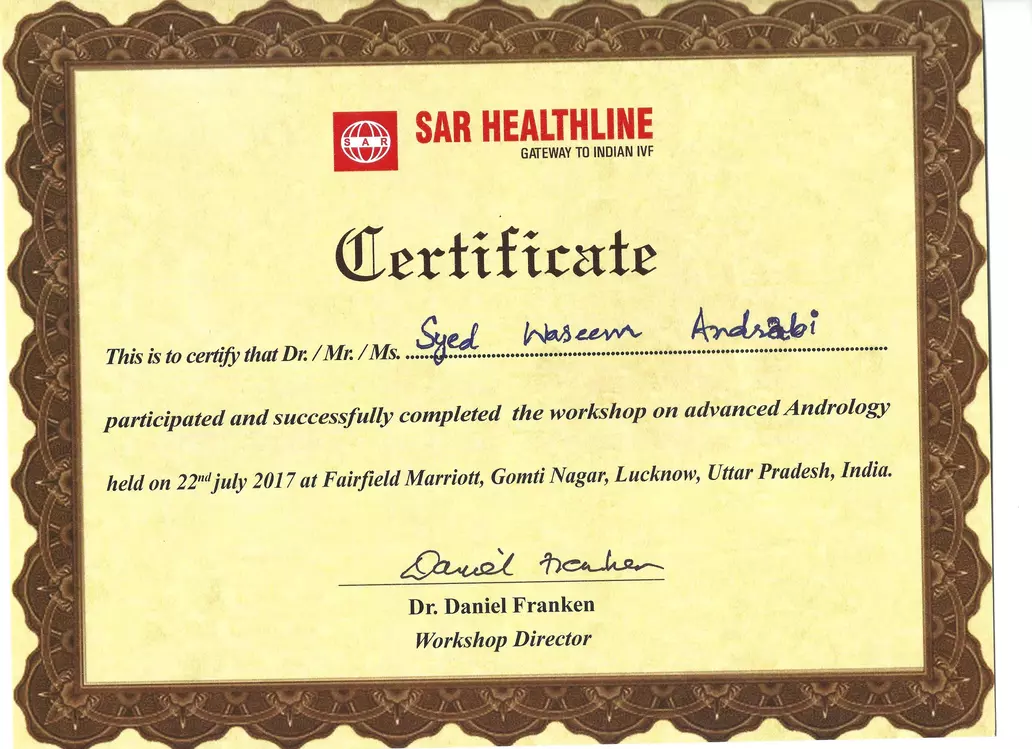 SAR
SAR HEALTHLINE
GATEWAY TO INDIAN IVF
Certificate
This is to certify that Dr. / Mr. / Ms. Syed Waseem Andrabi
participated and successfully completed the workshop on advanced Andrology
held on 22nd july 2017 at Fairfield Marriott, Gomti Nagar, Lucknow, Uttar Pradesh, India.
Daniel Franken
Dr. Daniel Franken
Workshop Director